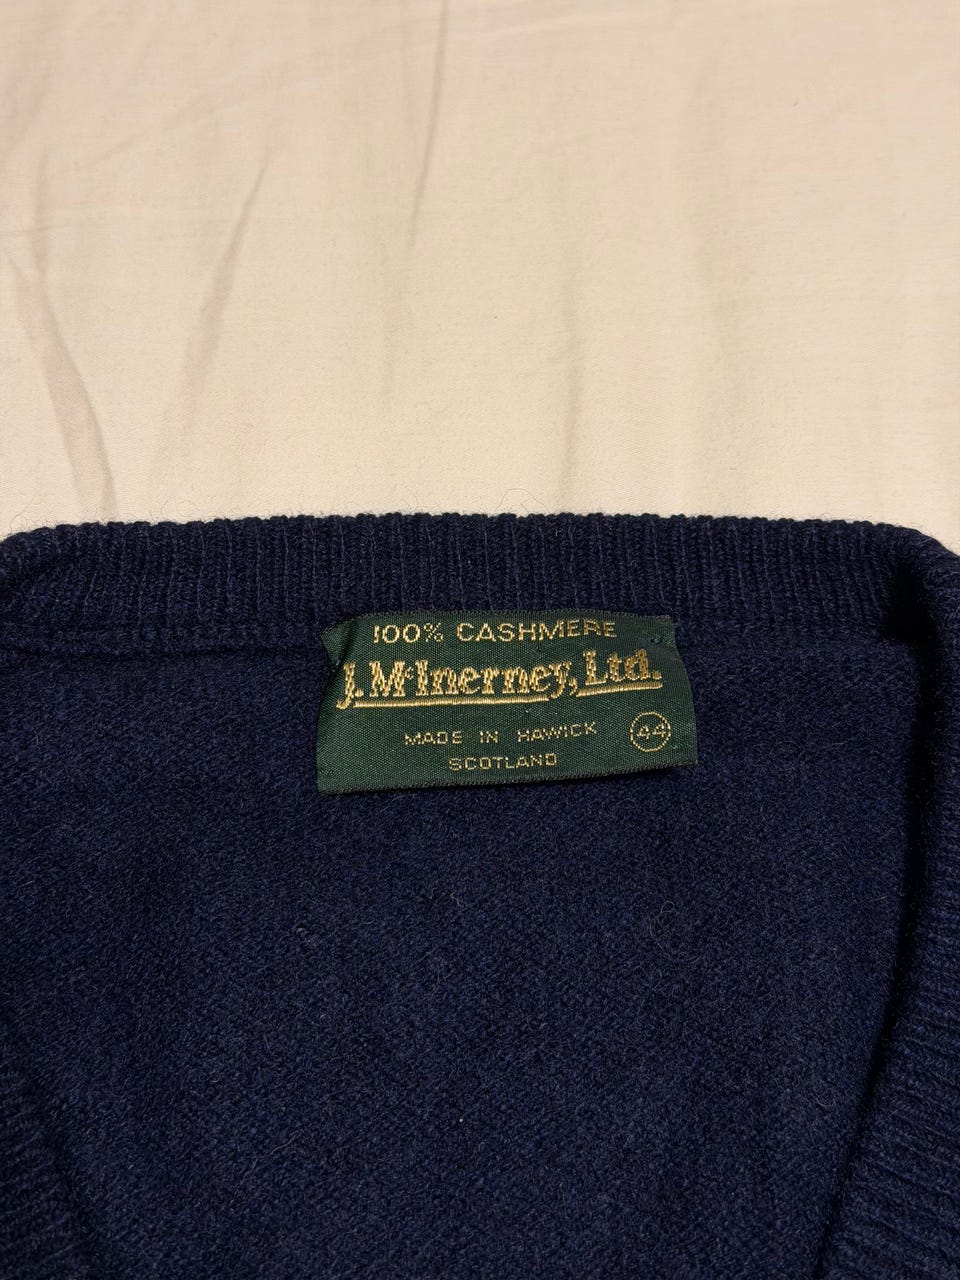 100% CASHMERE
J. McInerney, Ltd.
MADE IN HAWICK
SCOTLAND
44